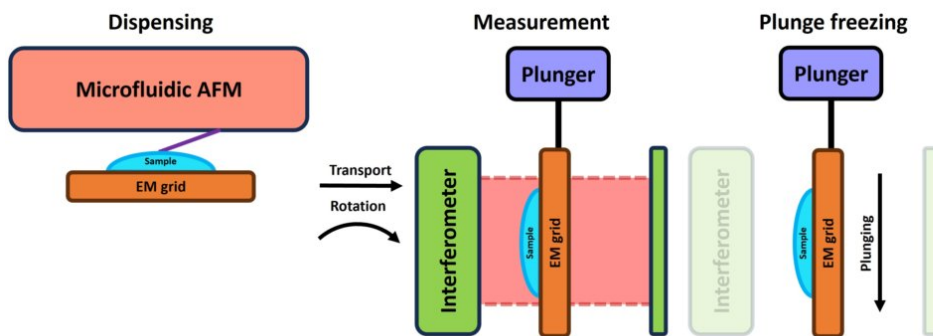 Dispensing
Microfluidic AFM
Sample
EM grid
Transport
Rotation
Measurement
Plunger
Interferometer
Sample
EM grid
Plunge freezing
Plunger
Interferometer
Sample
EM grid
Plunging